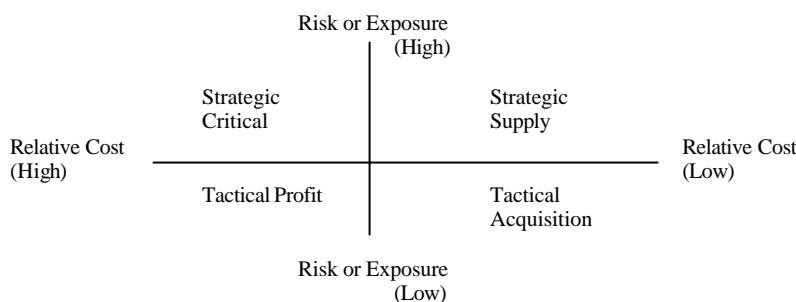 Risk or Exposure
(High)
Strategic
Critical
Strategic
Supply
Relative Cost
(High)
Relative Cost
(Low)
Tactical Profit
Tactical
Acquisition
Risk or Exposure
(Low)